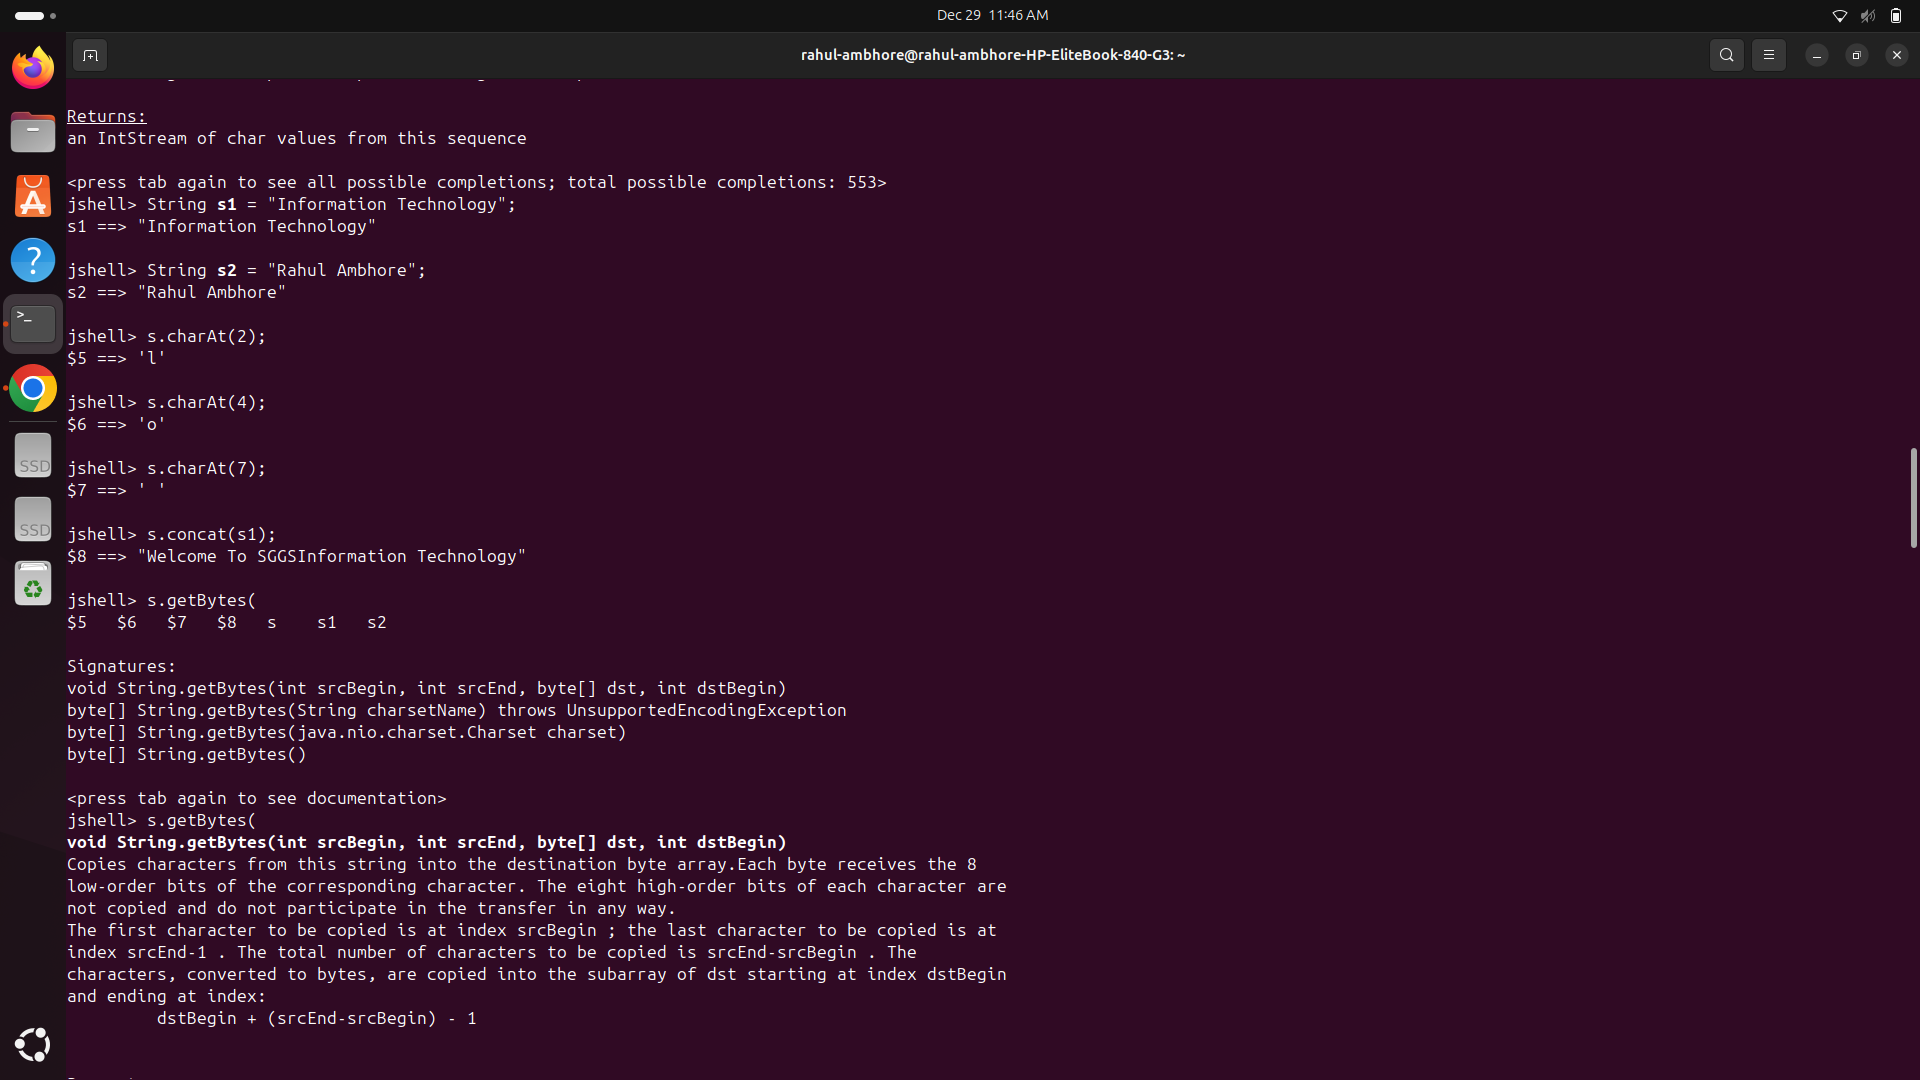 Dec 29 11:46 AM
rahul-ambhore@rahul-ambhore-HP-EliteBook-840-G3: ~
Returns:
an IntStream of char values from this sequence
<press tab again to see all possible completions; total possible completions: 553>
jshell> String s1 = "Information Technology";
s1 ==> "Information Technology"
jshell> String s2 = "Rahul Ambhore";
s2 ==> "Rahul Ambhore"
jshell> s.charAt(2);
$5 ==> 'l'
jshell> s.charAt(4);
$6 ==> 'o'
jshell> s.charAt(7);
$7 ==> ' '
jshell> s.concat(s1);
$8 ==> "Welcome To SGGSInformation Technology"
jshell> s.getBytes(
$5   $6   $7   $8   s    s1   s2
Signatures:
void String.getBytes(int srcBegin, int srcEnd, byte[] dst, int dstBegin)
byte[] String.getBytes(String charsetName) throws UnsupportedEncodingException
byte[] String.getBytes(java.nio.charset.Charset charset)
byte[] String.getBytes()
<press tab again to see documentation>
jshell> s.getBytes(
void String.getBytes(int srcBegin, int srcEnd, byte[] dst, int dstBegin)
Copies characters from this string into the destination byte array.Each byte receives the 8
low-order bits of the corresponding character. The eight high-order bits of each character are
not copied and do not participate in the transfer in any way.
The first character to be copied is at index srcBegin ; the last character to be copied is at
index srcEnd-1 . The total number of characters to be copied is srcEnd-srcBegin . The
characters, converted to bytes, are copied into the subarray of dst starting at index dstBegin
and ending at index:
dstBegin + (srcEnd-srcBegin) - 1
SSD
SSD